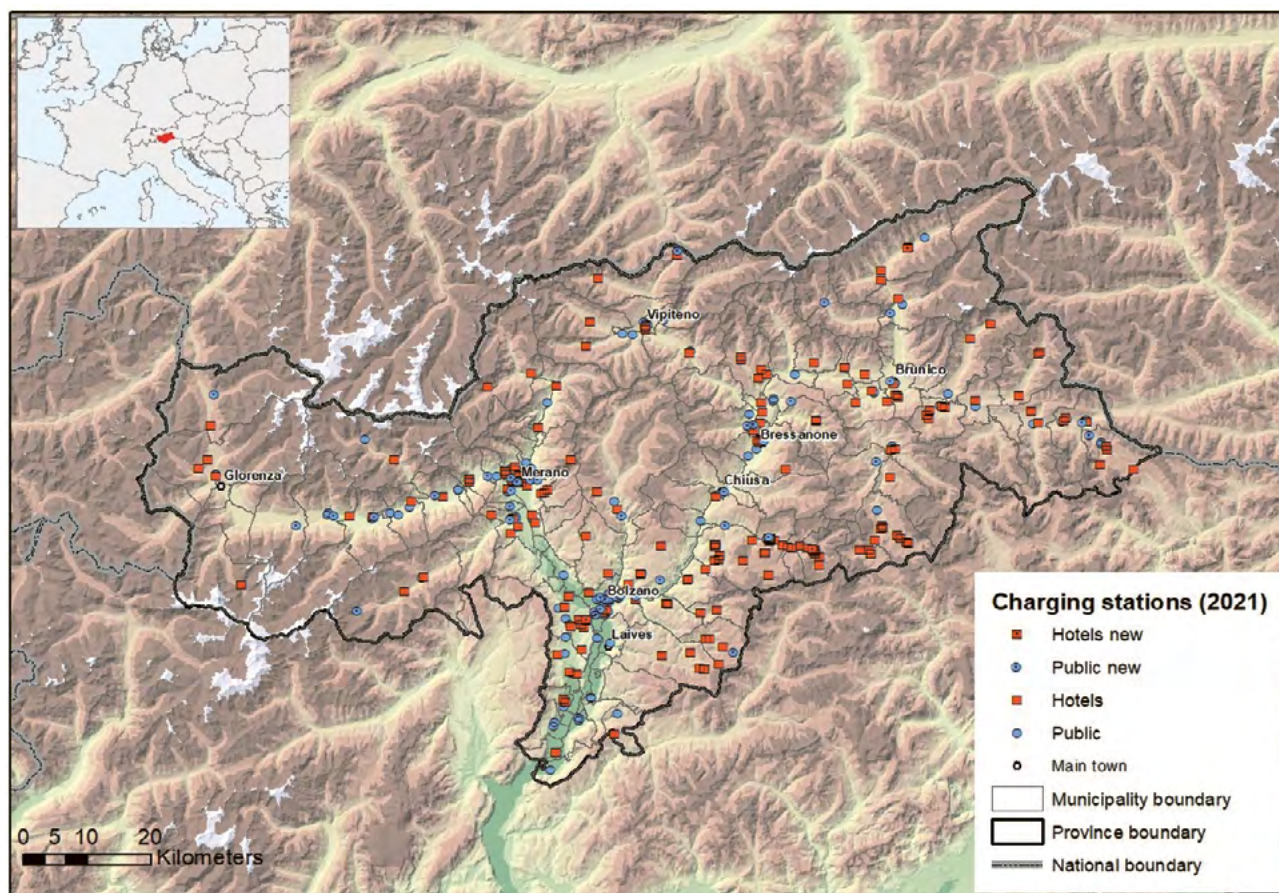 Vipiteno
Brunico
Bressanone
Glorenza
Merano
Chiusa
Bolzano
Laives
Charging stations (2021)
Hotels new
Public new
Hotels
Public
Main town
Municipality boundary
Province boundary
National boundary
0 5 10 20
Kilometers